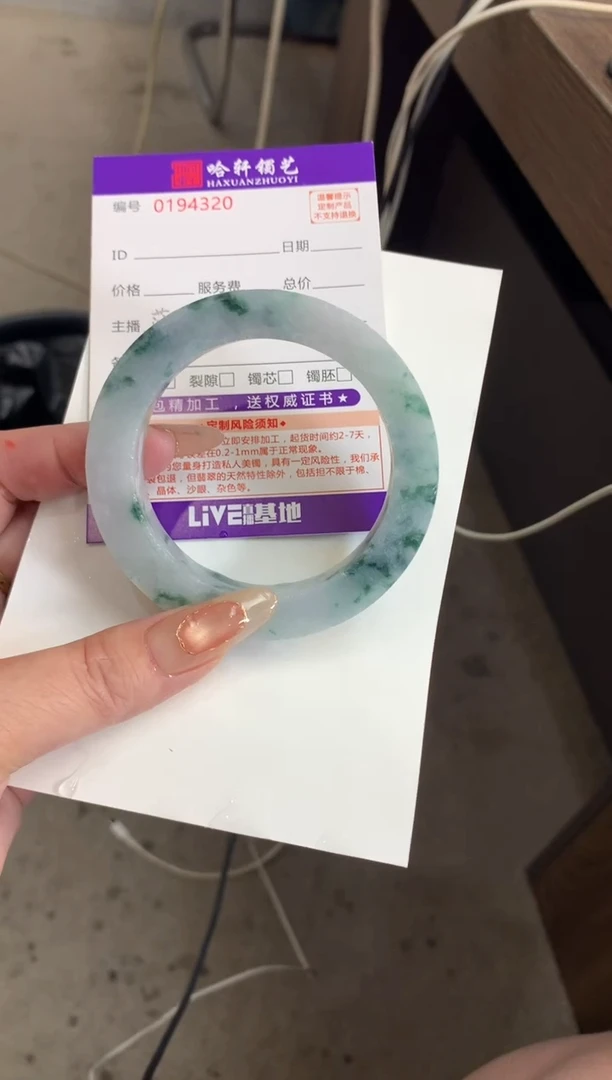 哈轩镯艺
HAXUANZHUOYI
编号 0194320
温馨提示
定制产品
不支持退换
ID 日期
价格 服务费 总价
主播
裂隙 镯芯 镯胚
包精加工，送权威证书★
定制风险须知
立即安排加工，起货时间约2-7天，
在0.2-1mm属于正常现象。
为您量身打造私人美镯，具有一定风险性，我们承
包退，但翡翠的天然特性除外，包括担不限于棉、
晶体、沙眼、杂色等。
LiVE 基地